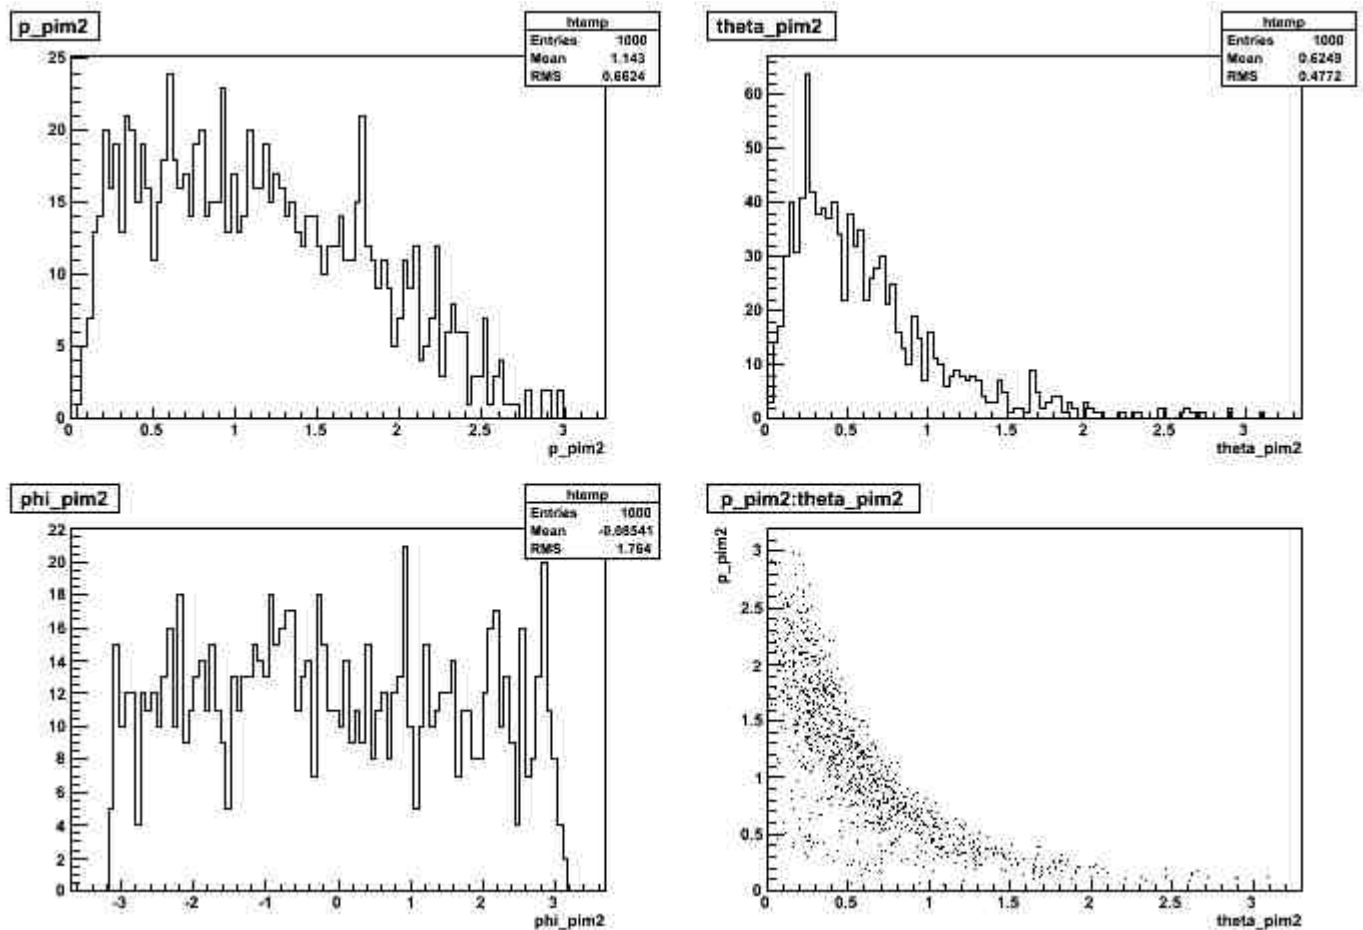 p_pim2
htemp
Entries 1000
Mean 1.143
RMS 0.6624
25
20
15
10
5
0
0 0.5 1 1.5 2 2.5 3
p_pim2
theta_pim2
htemp
Entries 1000
Mean 0.6249
RMS 0.4772
60
50
40
30
20
10
0
0 0.5 1 1.5 2 2.5 3
theta_pim2
phi_pim2
htemp
Entries 1000
Mean -0.08541
RMS 1.764
22
20
18
16
14
12
10
8
6
4
2
0
-3 -2 -1 0 1 2 3
phi_pim2
p_pim2:theta_pim2
p_pim2
3
2.5
2
1.5
1
0.5
0
0 0.5 1 1.5 2 2.5 3
theta_pim2